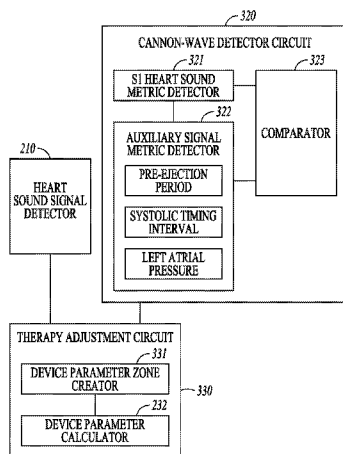 320
CANNON-WAVE DETECTOR CIRCUIT
321
S1 HEART SOUND
METRIC DETECTOR
323
COMPARATOR
322
AUXILIARY SIGNAL
METRIC DETECTOR
PRE-EJECTION
PERIOD
SYSTOLIC TIMING
INTERVAL
LEFT ATRIAL
PRESSURE
210
HEART
SOUND SIGNAL
DETECTOR
THERAPY ADJUSTMENT CIRCUIT
331
DEVICE PARAMETER ZONE
CREATOR
232
DEVICE PARAMETER
CALCULATOR
330